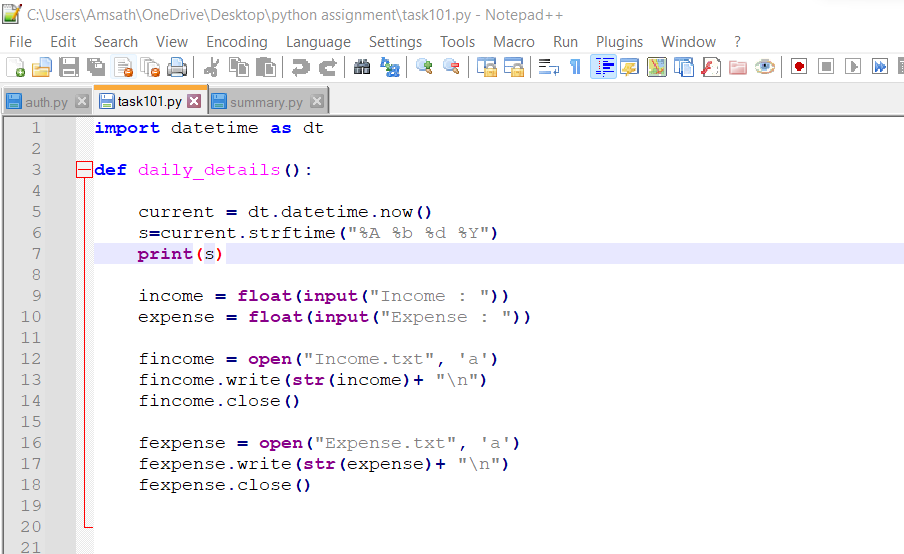 C:\Users\Amsath\OneDrive\Desktop\python assignment\task101.py - Notepad++
File Edit Search View Encoding Language Settings Tools Macro Run Plugins Window ?
auth.py task101.py summary.py
1 import datetime as dt
2
3 def daily_details():
4
5     current = dt.datetime.now()
6     s=current.strftime("%A %b %d %Y")
7     print(s)
8
9     income = float(input("Income : "))
10     expense = float(input("Expense : "))
11
12     fincome = open("Income.txt", 'a')
13     fincome.write(str(income)+ "\n")
14     fincome.close()
15
16     fexpense = open("Expense.txt", 'a')
17     fexpense.write(str(expense)+ "\n")
18     fexpense.close()
19
20
21